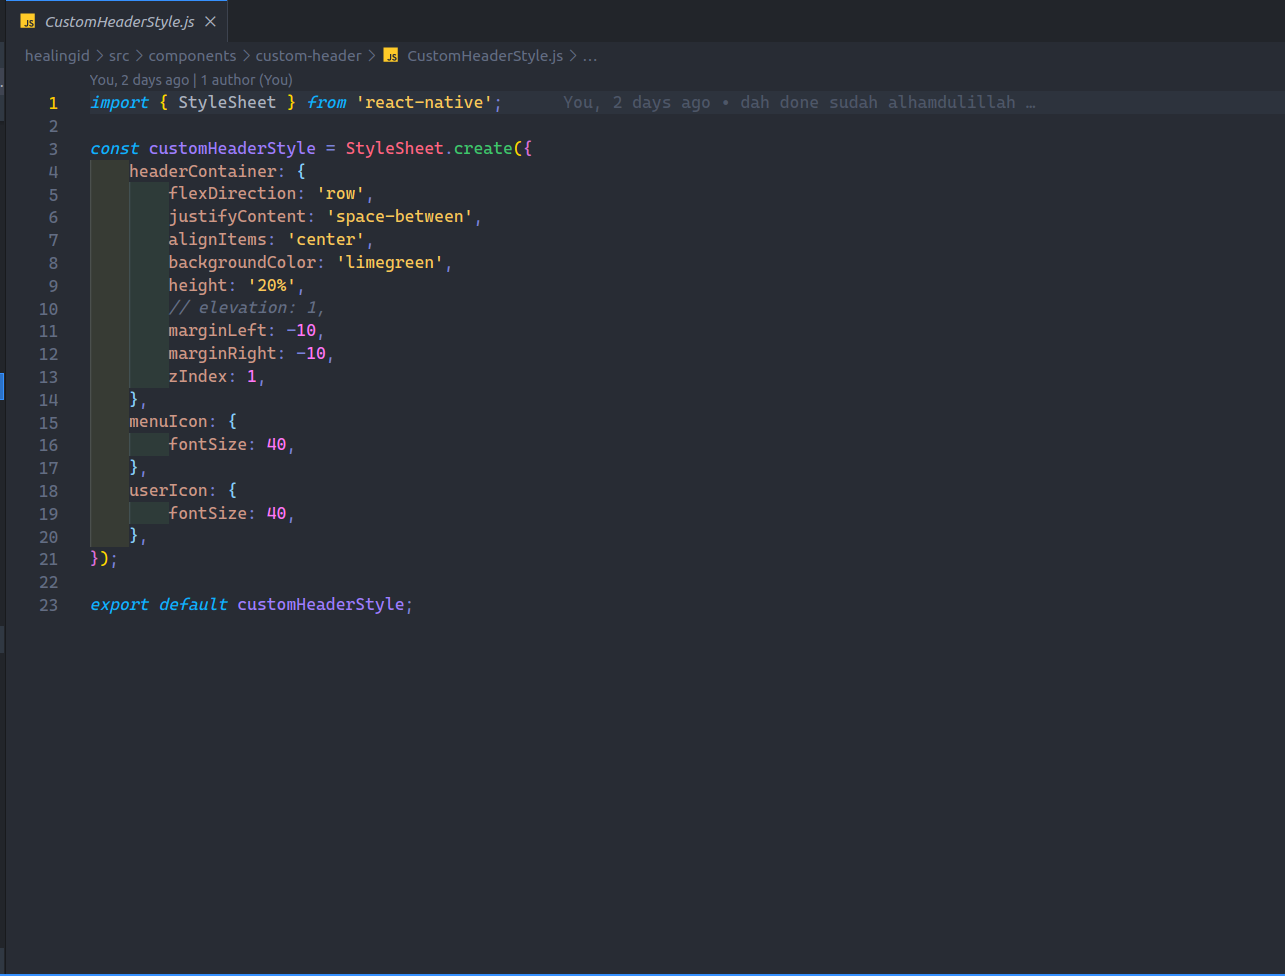 JS CustomHeaderStyle.js ×
healingid > src > components > custom-header > JS CustomHeaderStyle.js > ...
You, 2 days ago | 1 author (You)
1 import { StyleSheet } from 'react-native'; You, 2 days ago • dah done sudah alhamdulillah …
2
3 const customHeaderStyle = StyleSheet.create({
4 headerContainer: {
5 flexDirection: 'row',
6 justifyContent: 'space-between',
7 alignItems: 'center',
8 backgroundColor: 'limegreen',
9 height: '20%',
10 // elevation: 1,
11 marginLeft: -10,
12 marginRight: -10,
13 zIndex: 1,
14 },
15 menuIcon: {
16 fontSize: 40,
17 },
18 userIcon: {
19 fontSize: 40,
20 },
21 });
22
23 export default customHeaderStyle;